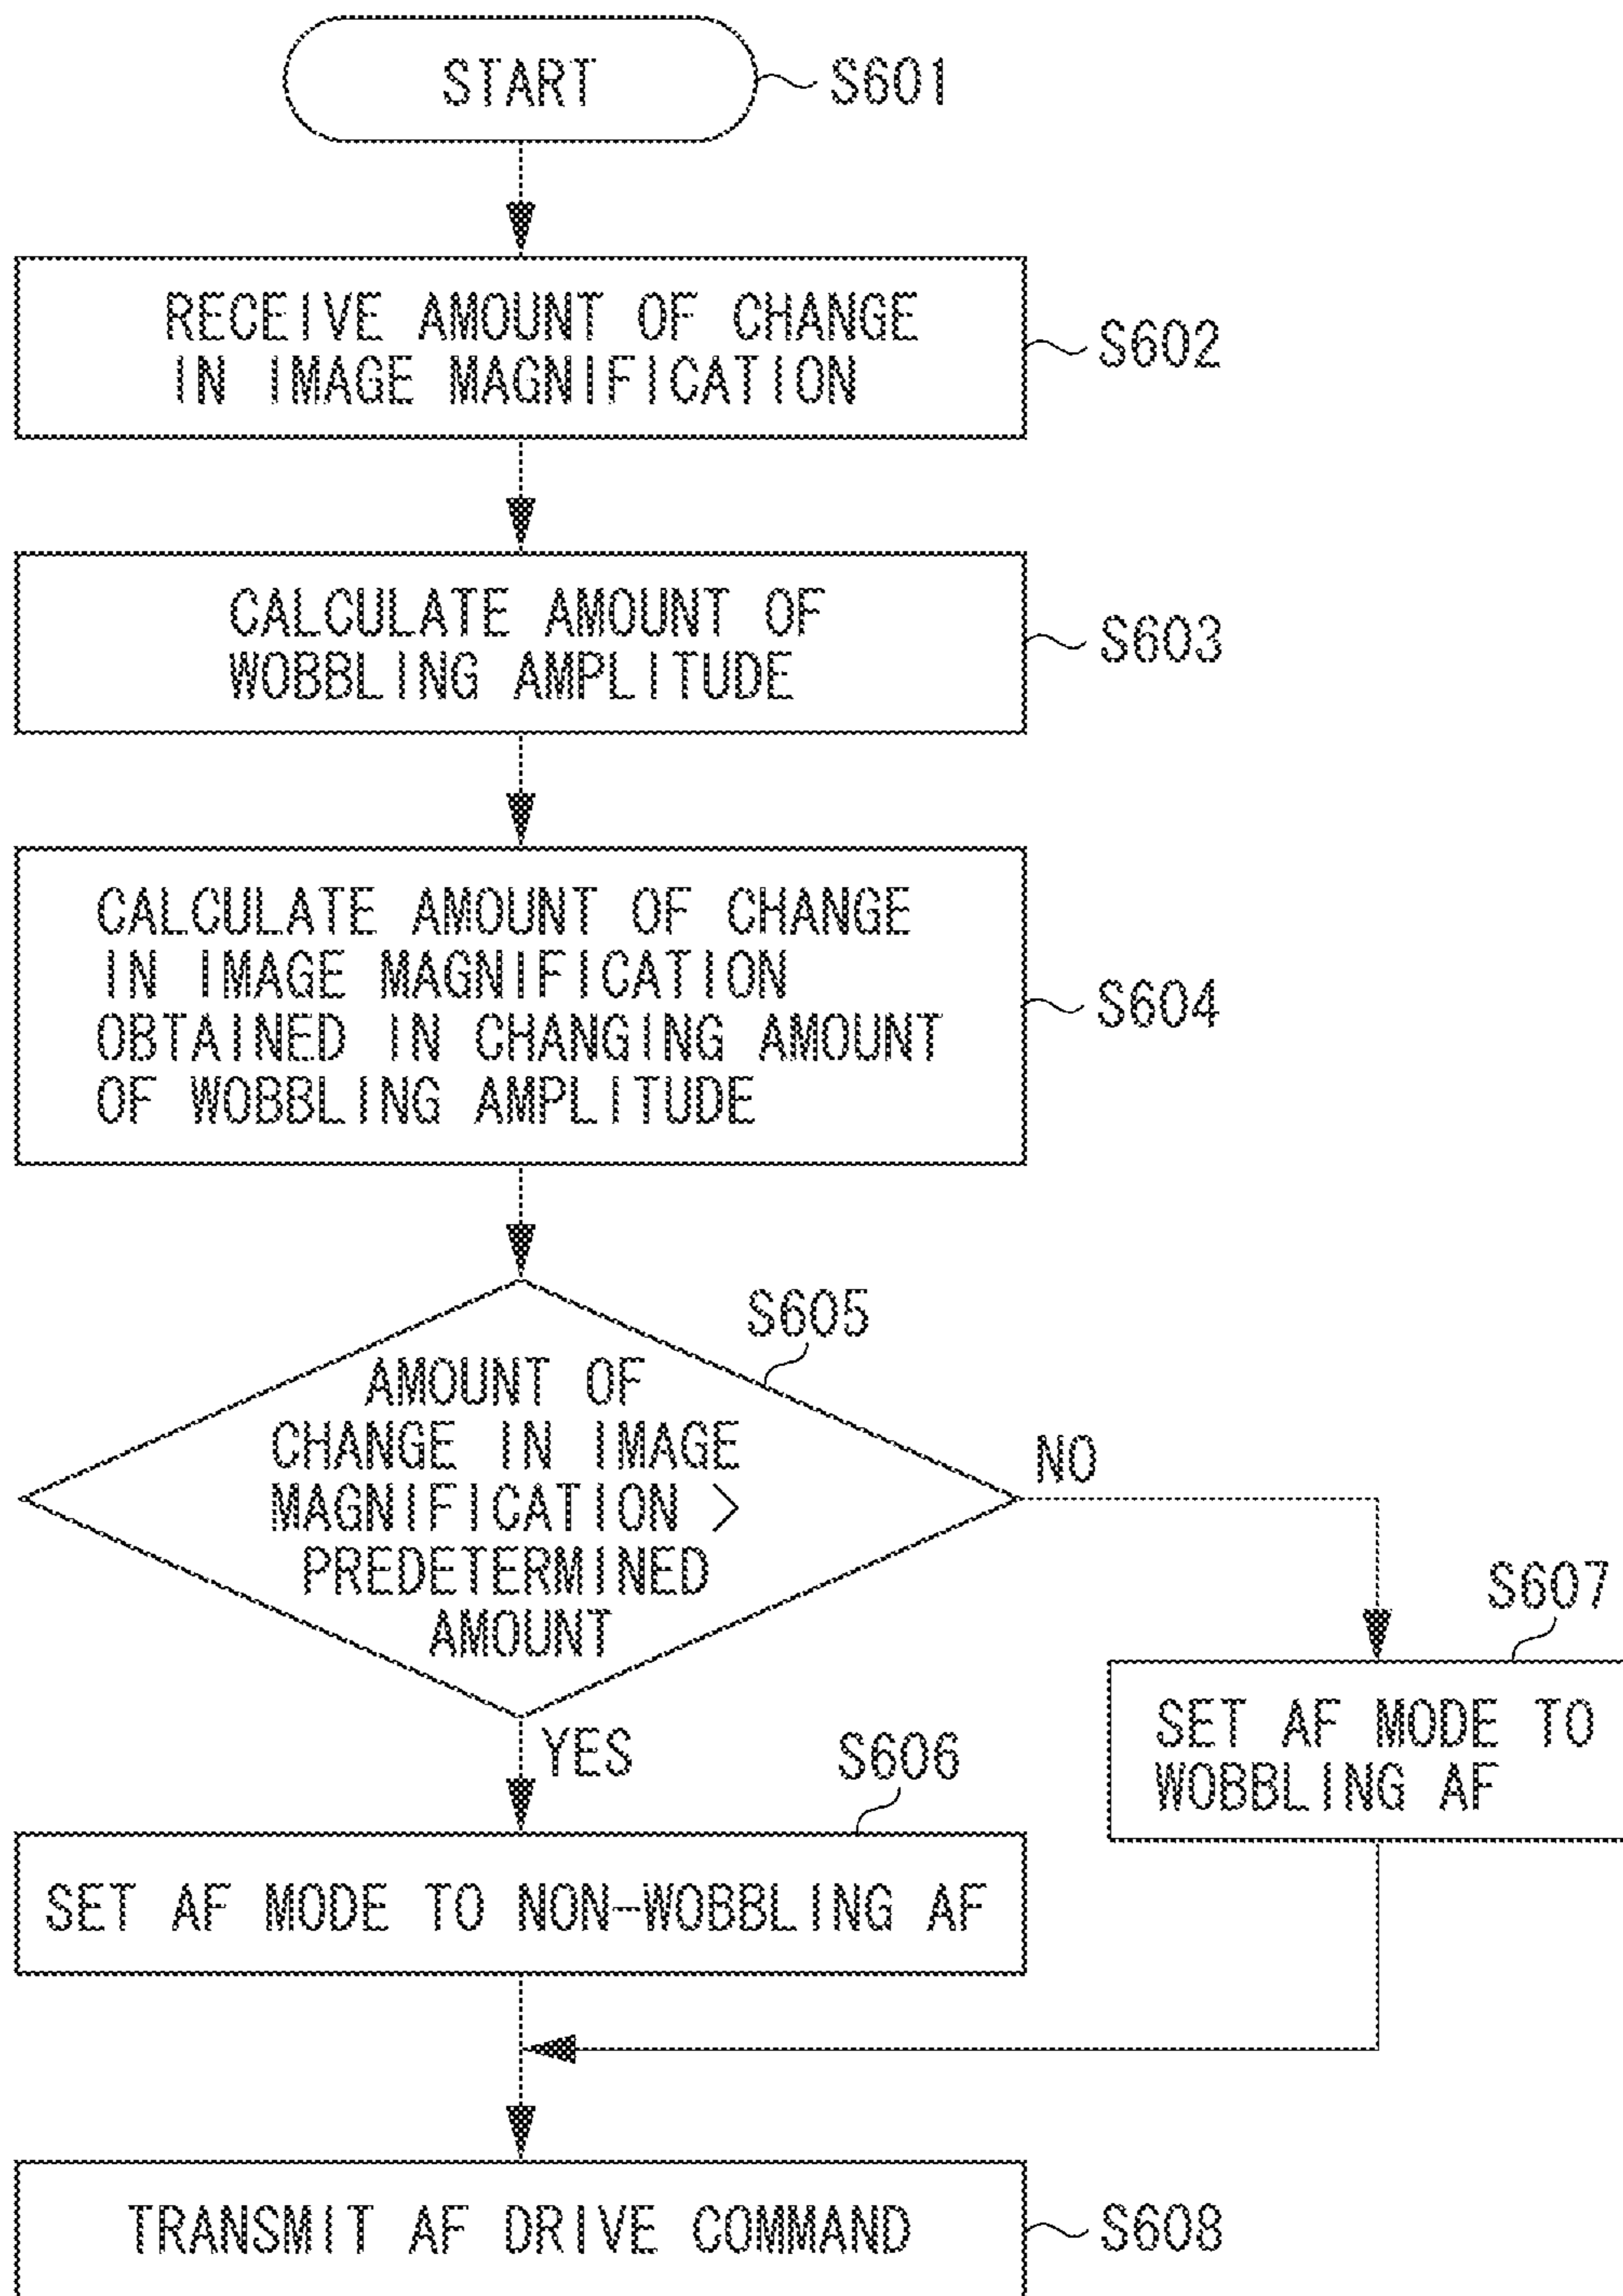 START
S601
RECEIVE AMOUNT OF CHANGE
IN IMAGE MAGNIFICATION
S602
CALCULATE AMOUNT OF
WOBBLING AMPLITUDE
S603
CALCULATE AMOUNT OF CHANGE
IN IMAGE MAGNIFICATION
OBTAINED IN CHANGING AMOUNT
OF WOBBLING AMPLITUDE
S604
S605
AMOUNT OF
CHANGE IN IMAGE
MAGNIFICATION >
PREDETERMINED
AMOUNT
NO
YES
S607
SET AF MODE TO
WOBBLING AF
S606
SET AF MODE TO NON-WOBBLING AF
TRANSMIT AF DRIVE COMMAND
S608